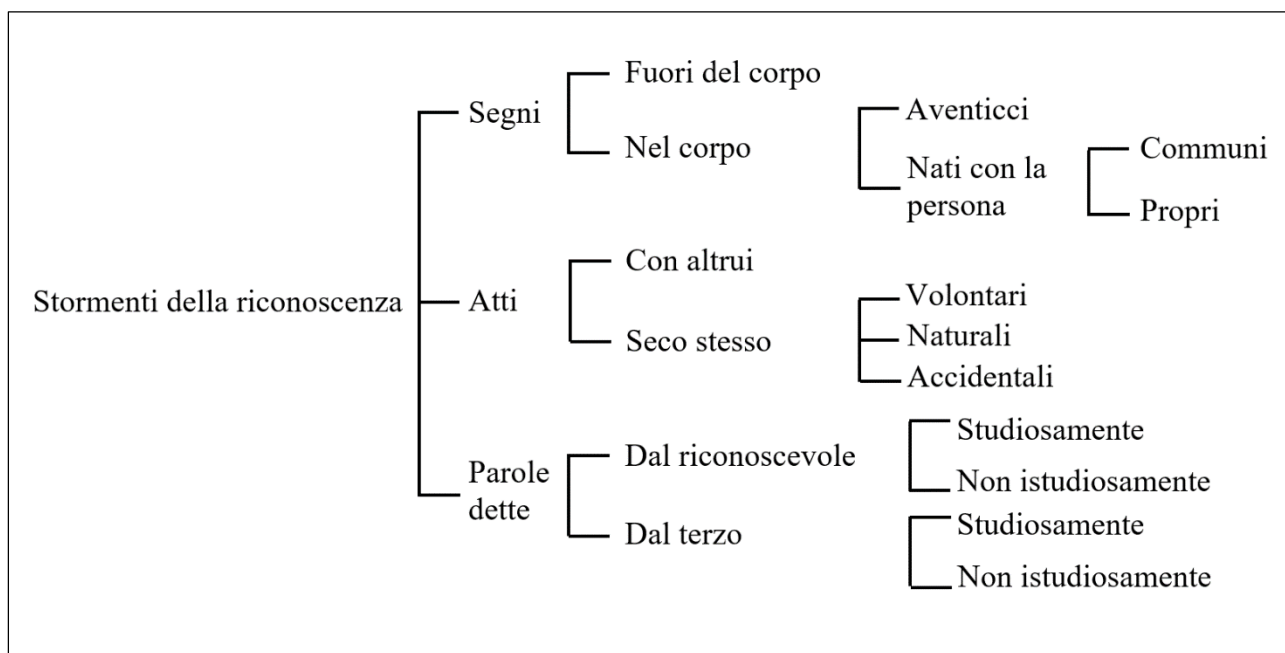 Stormenti della riconoscenza
Segni
Fuori del corpo
Nel corpo
Aventicci
Nati con la
persona
Communi
Propri
Atti
Con altrui
Seco stesso
Volontari
Naturali
Accidentali
Parole
dette
Dal riconoscevole
Studiosamente
Non istudiosamente
Dal terzo
Studiosamente
Non istudiosamente